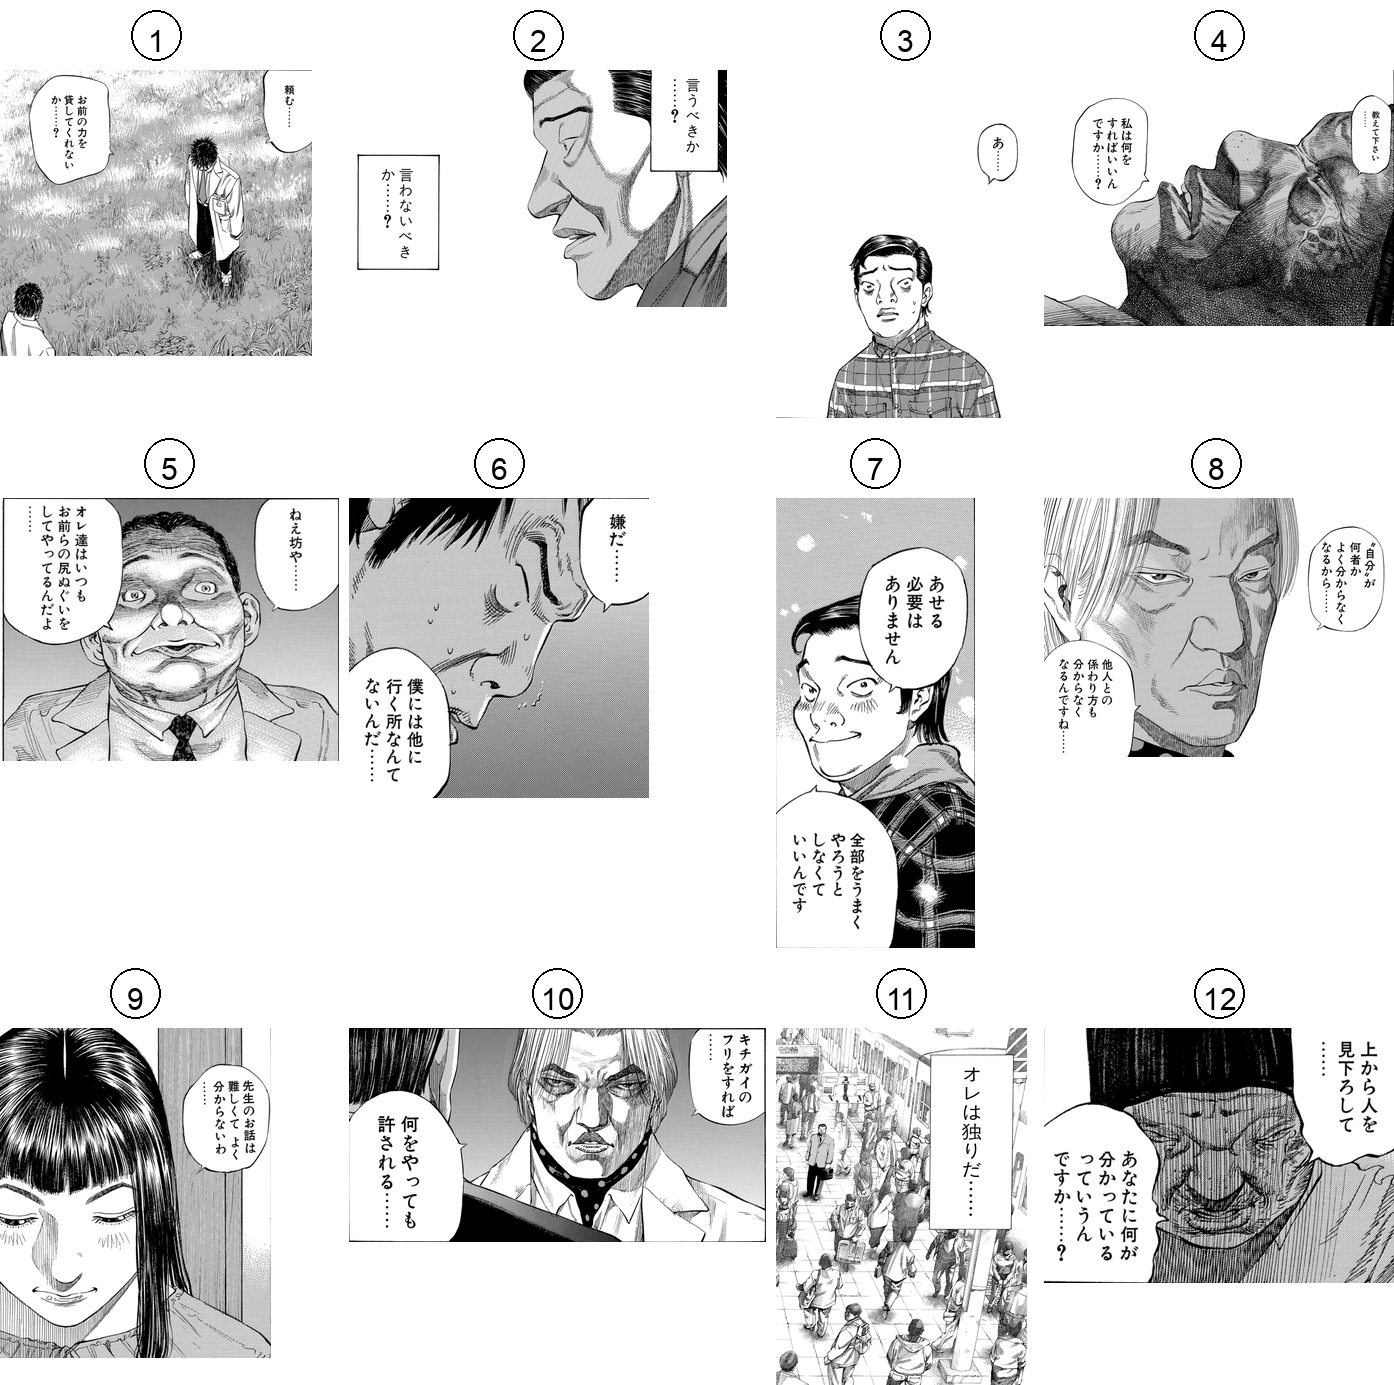 1
頼む……
お前の力を
貸してくれない
か……？
2
言うべきか
……？
言わないべき
か……？
3
あ……
4
教えて下さい
……
私は何を
すればいいん
ですか……？
5
ねえ坊や……
オレ達はいつも
お前らの尻ぬぐいを
してやってるんだよ
……
6
嫌だ……
僕には他に
行く所なんて
ないんだ……
7
あせる
必要は
ありません
全部をうまく
やろうと
しなくて
いいんです
8
〝自分〟が
何者か
よく分からなく
なるから……
他人との
係わり方も
分からなく
なるんですね……
9
先生のお話は
難しくて よく
分からないわ
……
10
キチガイの
フリをすれば
……
何をやっても
許される……
11
オレは独りだ……
12
上から人を
見下ろして
……
あなたに何が
分かっている
っていうん
ですか……？